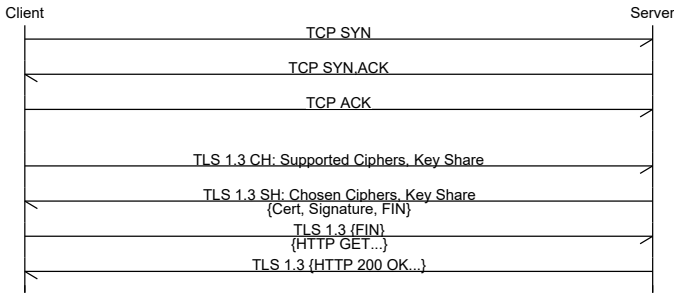 Client Server
TCP SYN
TCP SYN,ACK
TCP ACK
TLS 1.3 CH: Supported Ciphers, Key Share
TLS 1.3 SH: Chosen Ciphers, Key Share
{Cert, Signature, FIN}
TLS 1.3 {FIN}
{HTTP GET...}
TLS 1.3 {HTTP 200 OK...}